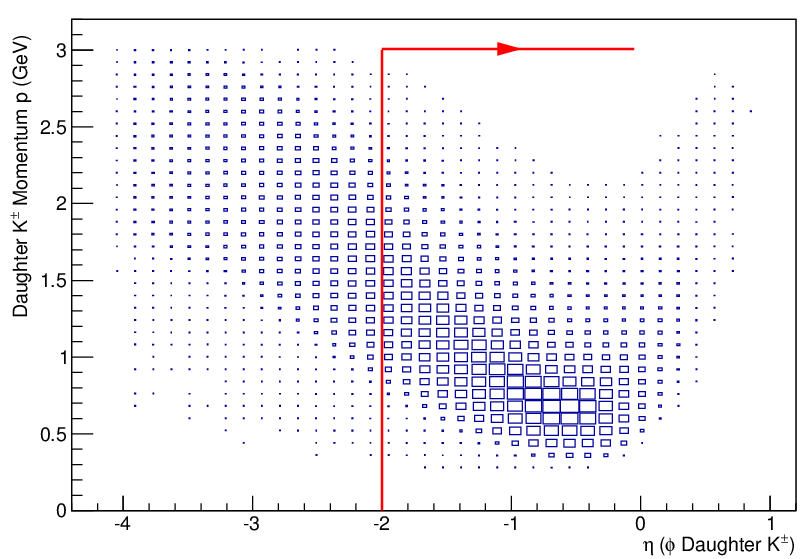 Daughter K± Momentum p (GeV)
3
2.5
2
1.5
1
0.5
0
-4 -3 -2 -1 0 1
η (ϕ Daughter K±)